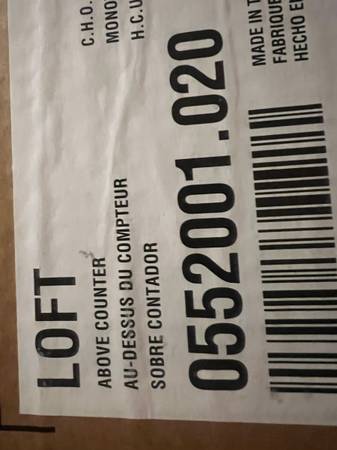 LOFT
ABOVE COUNTER
AU-DESSUS DU COMPTEUR
SOBRE CONTADOR
0552001.020
C.H.O.
MONO
H.C.U
MADE IN T
FABRIQUE
HECHO E